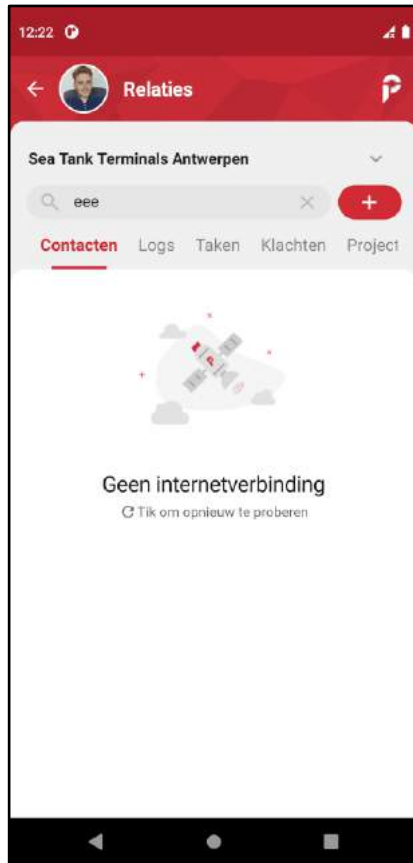 12:22
Relaties
Sea Tank Terminals Antwerpen
eee
Contacten Logs Taken Klachten Project
Geen internetverbinding
Tik om opnieuw te proberen